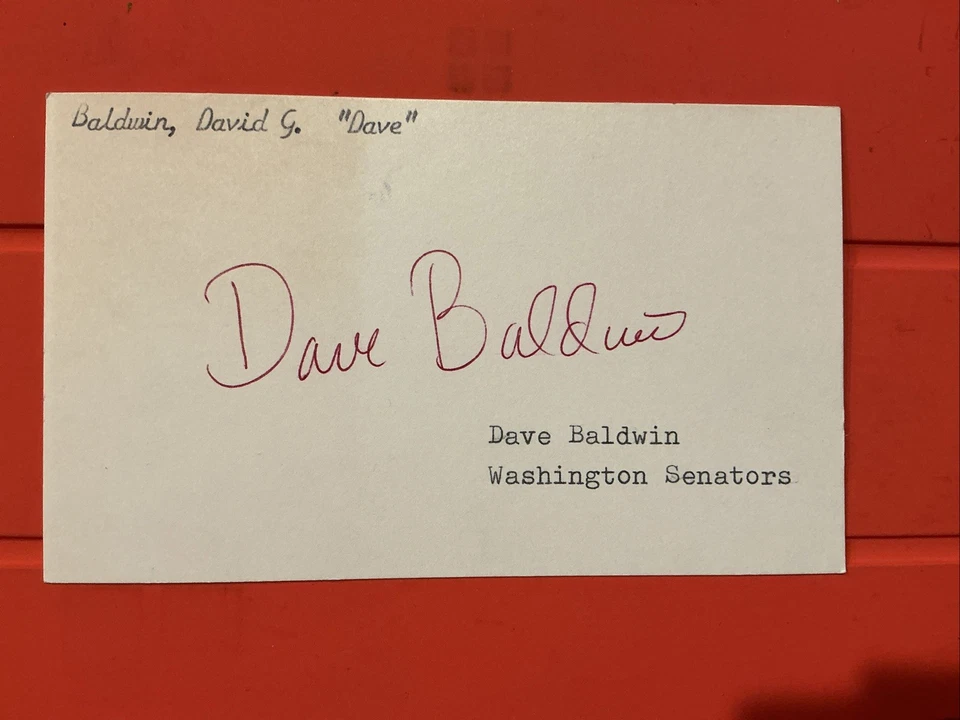 Baldwin, David G. "Dave"
Dave Baldwin
Dave Baldwin
Washington Senators